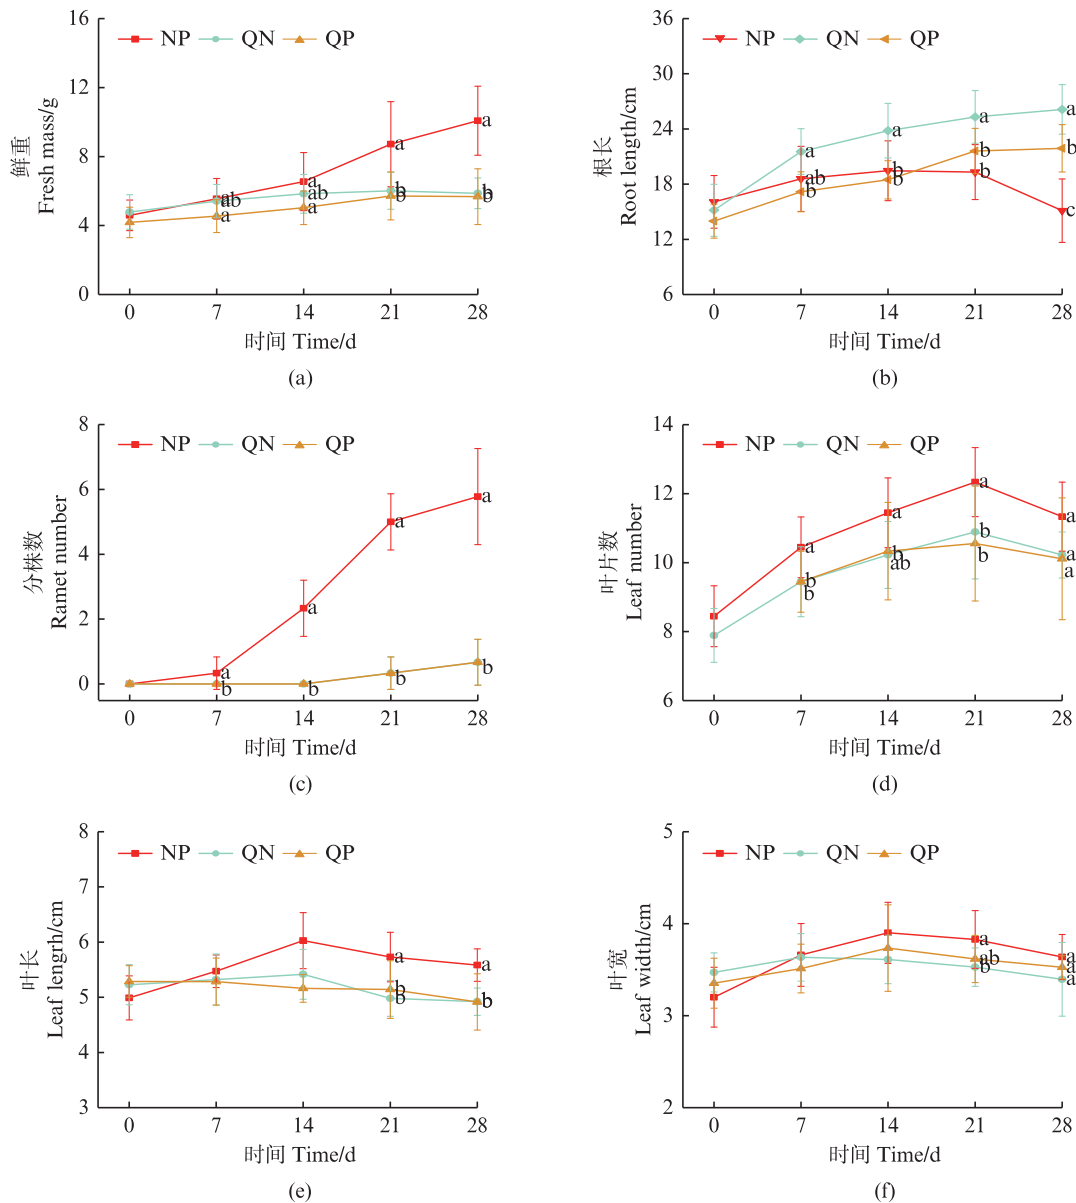 16
12
8
4
0
NP QN QP
鲜重
Fresh mass/g
a
a
a
a
ab
ab
b
b
a
a
b
b
0 7 14 21 28
时间 Time/d
(a)
36
30
24
18
12
6
NP QN QP
根长
Root length/cm
a
a
a
a
ab
b
b
b
b
b
b
c
0 7 14 21 28
时间 Time/d
(b)
8
6
4
2
0
NP QN QP
分株数
Ramet number
a
a
a
a
b
b
b
b
0 7 14 21 28
时间 Time/d
(c)
14
12
10
8
6
NP QN QP
叶片数
Leaf number
a
a
a
a
b
b
b
a
b
ab
b
a
0 7 14 21 28
时间 Time/d
(d)
8
7
6
5
4
3
NP QN QP
叶长
Leaf lengrh/cm
a
a
b
b
b
0 7 14 21 28
时间 Time/d
(e)
5
4
3
2
NP QN QP
叶宽
Leaf width/cm
a
ab
b
a
a
a
0 7 14 21 28
时间 Time/d
(f)